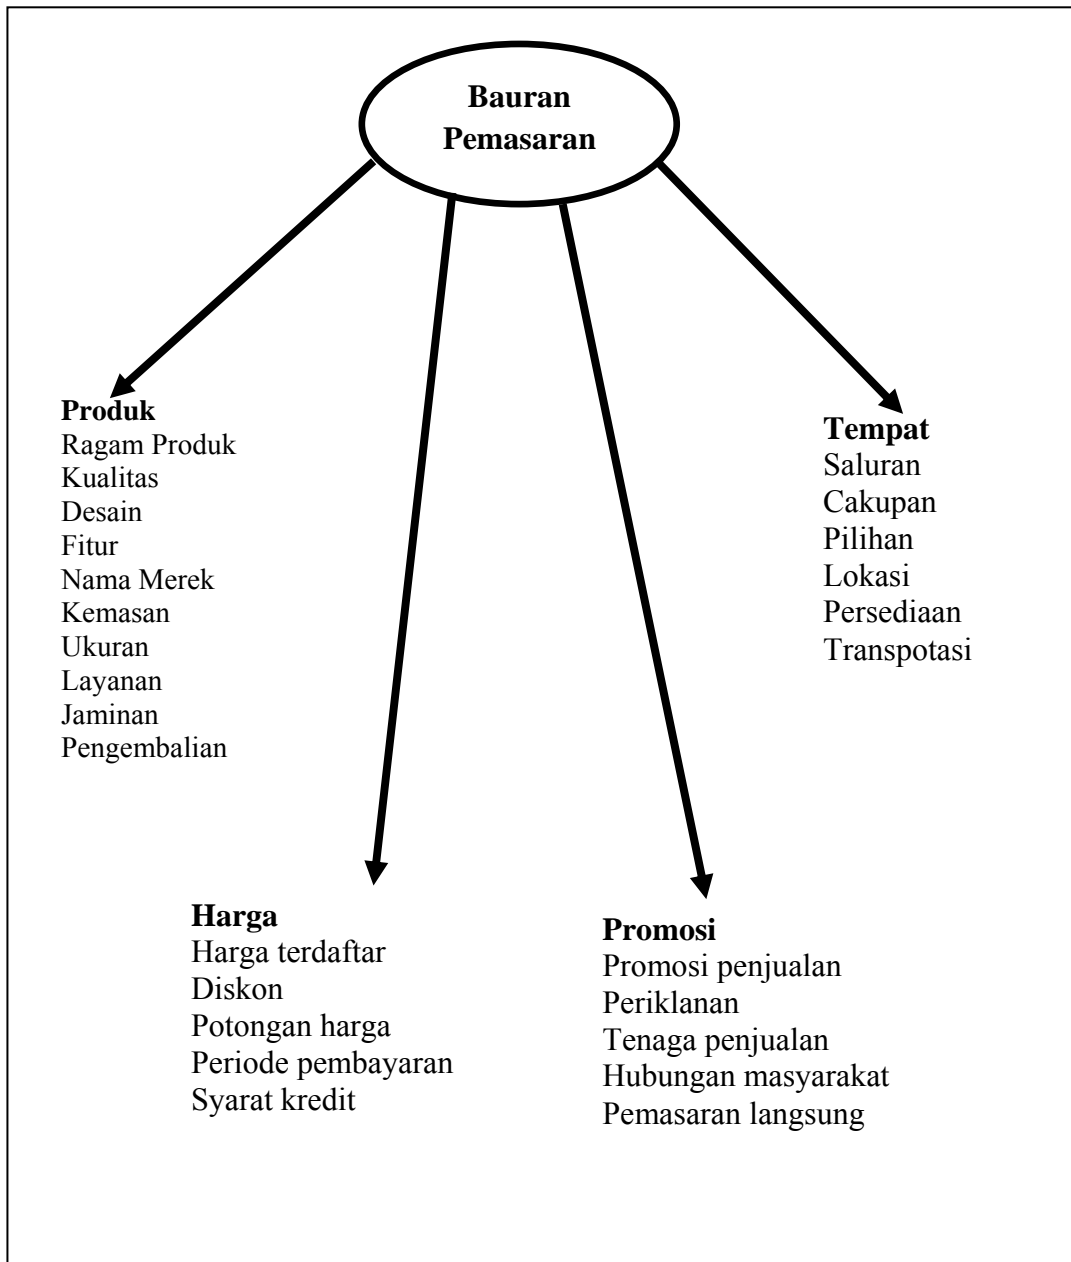 Bauran
Pemasaran
Produk
Ragam Produk
Kualitas
Desain
Fitur
Nama Merek
Kemasan
Ukuran
Layanan
Jaminan
Pengembalian
Tempat
Saluran
Cakupan
Pilihan
Lokasi
Persediaan
Transpotasi
Harga
Harga terdaftar
Diskon
Potongan harga
Periode pembayaran
Syarat kredit
Promosi
Promosi penjualan
Periklanan
Tenaga penjualan
Hubungan masyarakat
Pemasaran langsung